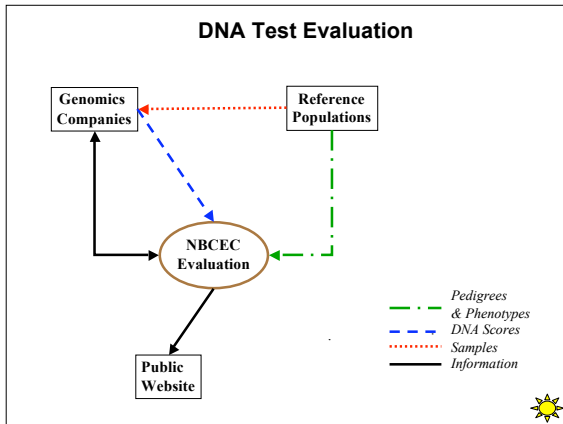 DNA Test Evaluation
Genomics
Companies
Reference
Populations
NBCEC
Evaluation
Public
Website
Pedigrees
& Phenotypes
DNA Scores
Samples
Information